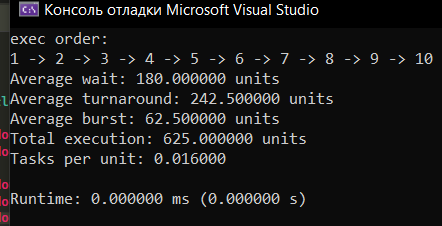 Консоль отладки Microsoft Visual Studio
exec order:
1 -> 2 -> 3 -> 4 -> 5 -> 6 -> 7 -> 8 -> 9 -> 10
Average wait: 180.000000 units
Average turnaround: 242.500000 units
Average burst: 62.500000 units
Total execution: 625.000000 units
Tasks per unit: 0.016000
Runtime: 0.000000 ms (0.000000 s)